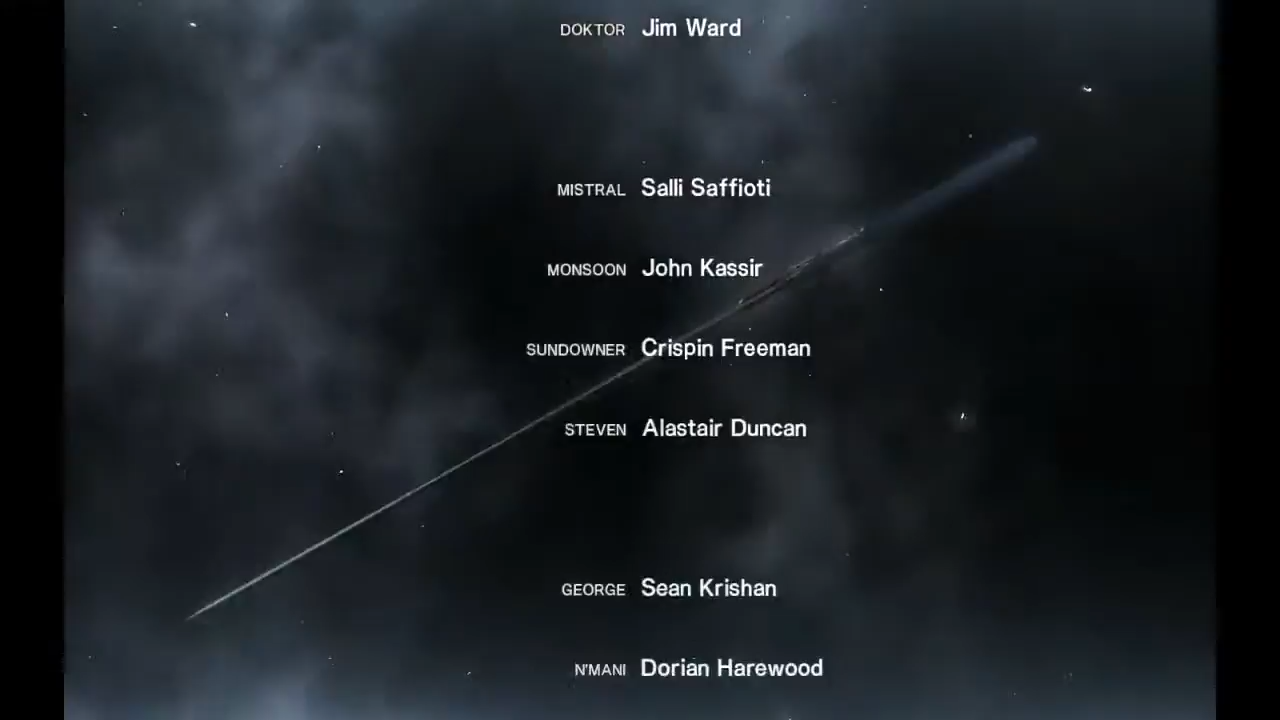 DOKTOR Jim Ward
MISTRAL Salli Saffioti
MONSOON John Kassir
SUNDOWNER Crispin Freeman
STEVEN Alastair Duncan
GEORGE Sean Krishan
N'MANI Dorian Harewood